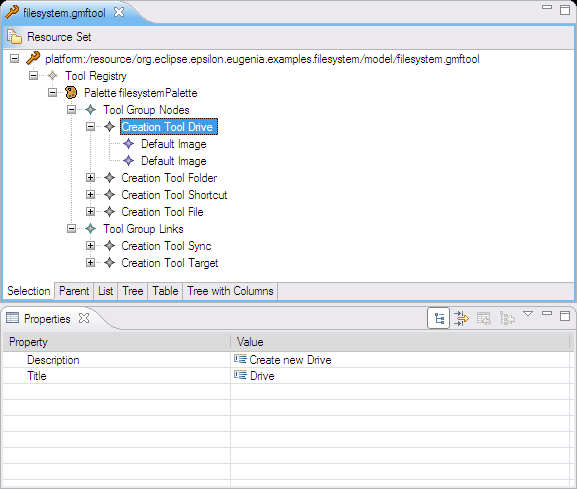 filesystem.gmftool
Resource Set
platform:/resource/org.eclipse.epsilon.eugenia.examples.filesystem/model/filesystem.gmftool
Tool Registry
Palette filesystemPalette
Tool Group Nodes
Creation Tool Drive
Default Image
Default Image
Creation Tool Folder
Creation Tool Shortcut
Creation Tool File
Tool Group Links
Creation Tool Sync
Creation Tool Target
Selection Parent List Tree Table Tree with Columns
Properties
Property Value
Description Create new Drive
Title Drive